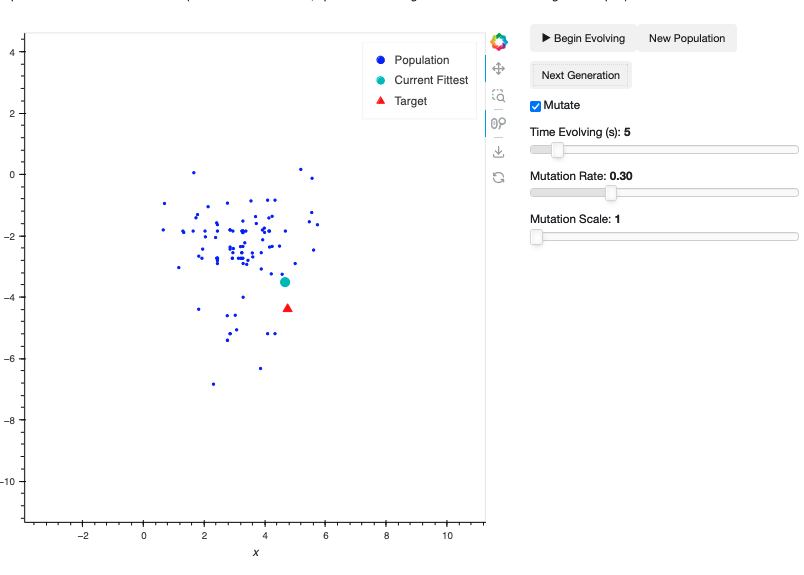 4
2
0
−2
−4
−6
−8
−10
−2
0
2
4
6
8
10
x
Population
Current Fittest
Target
▶ Begin Evolving
New Population
Next Generation
Mutate
Time Evolving (s): 5
Mutation Rate: 0.30
Mutation Scale: 1